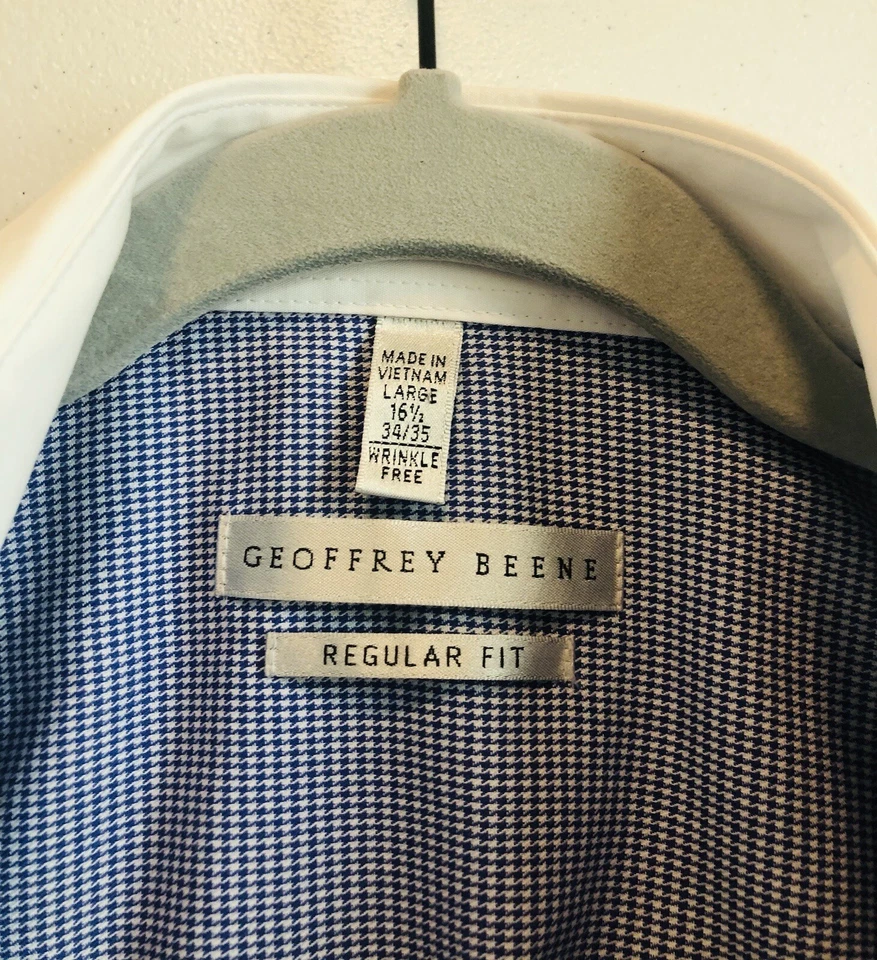 MADE IN
VIETNAM
LARGE
16½
34/35
WRINKLE
FREE
GEOFFREY BEENE
REGULAR FIT